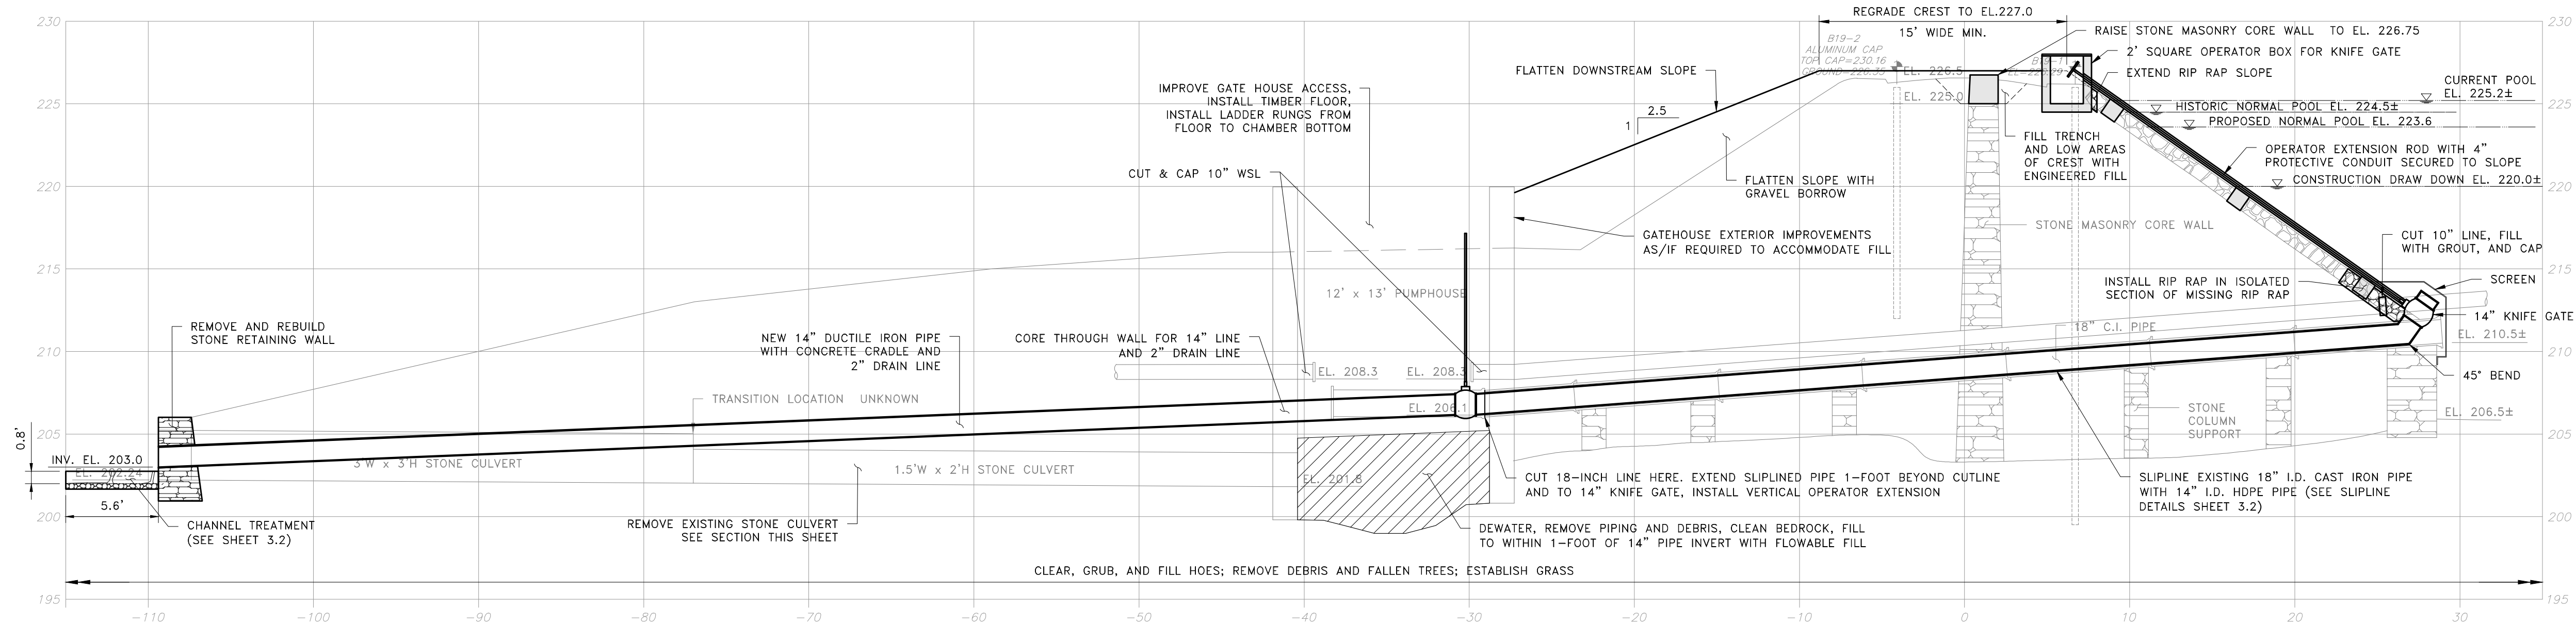 230
225
220
215
210
205
200
195
REGRADE CREST TO EL.227.0
15' WIDE MIN.
B19-2
ALUMINUM CAP
TOP CAP=230.16
EL. 226.5
EL. 225.0
RAISE STONE MASONRY CORE WALL TO EL. 226.75
2' SQUARE OPERATOR BOX FOR KNIFE GATE
EXTEND RIP RAP SLOPE
CURRENT POOL
EL. 225.2±
HISTORIC NORMAL POOL EL. 224.5±
PROPOSED NORMAL POOL EL. 223.6
FLATTEN DOWNSTREAM SLOPE
IMPROVE GATE HOUSE ACCESS,
INSTALL TIMBER FLOOR,
INSTALL LADDER RUNGS FROM
FLOOR TO CHAMBER BOTTOM
2.5
1
FILL TRENCH
AND LOW AREAS
OF CREST WITH
ENGINEERED FILL
OPERATOR EXTENSION ROD WITH 4"
PROTECTIVE CONDUIT SECURED TO SLOPE
CONSTRUCTION DRAW DOWN EL. 220.0±
CUT & CAP 10" WSL
FLATTEN SLOPE WITH
GRAVEL BORROW
STONE MASONRY CORE WALL
GATEHOUSE EXTERIOR IMPROVEMENTS
AS/IF REQUIRED TO ACCOMMODATE FILL
CUT 10" LINE, FILL
WITH GROUT, AND CAP
INSTALL RIP RAP IN ISOLATED
SECTION OF MISSING RIP RAP
SCREEN
12' x 13' PUMPHOUSE
REMOVE AND REBUILD
STONE RETAINING WALL
NEW 14" DUCTILE IRON PIPE
WITH CONCRETE CRADLE AND
2" DRAIN LINE
CORE THROUGH WALL FOR 14" LINE
AND 2" DRAIN LINE
18" C.I. PIPE
14" KNIFE GATE
EL. 210.5±
EL. 208.3
EL. 208.3
45° BEND
TRANSITION LOCATION UNKNOWN
EL. 206.1
STONE
COLUMN
SUPPORT
EL. 206.5±
0.8'
INV. EL. 203.0
EL. 202.24
3'W x 3'H STONE CULVERT
1.5'W x 2'H STONE CULVERT
EL. 201.8
CUT 18-INCH LINE HERE. EXTEND SLIPLINED PIPE 1-FOOT BEYOND CUTLINE
AND TO 14" KNIFE GATE, INSTALL VERTICAL OPERATOR EXTENSION
SLIPLINE EXISTING 18" I.D. CAST IRON PIPE
WITH 14" I.D. HDPE PIPE (SEE SLIPLINE
DETAILS SHEET 3.2)
5.6'
CHANNEL TREATMENT
(SEE SHEET 3.2)
REMOVE EXISTING STONE CULVERT
SEE SECTION THIS SHEET
DEWATER, REMOVE PIPING AND DEBRIS, CLEAN BEDROCK, FILL
TO WITHIN 1-FOOT OF 14" PIPE INVERT WITH FLOWABLE FILL
CLEAR, GRUB, AND FILL HOES; REMOVE DEBRIS AND FALLEN TREES; ESTABLISH GRASS
230
225
220
215
210
205
200
195
-110
-100
-90
-80
-70
-60
-50
-40
-30
-20
-10
0
10
20
30